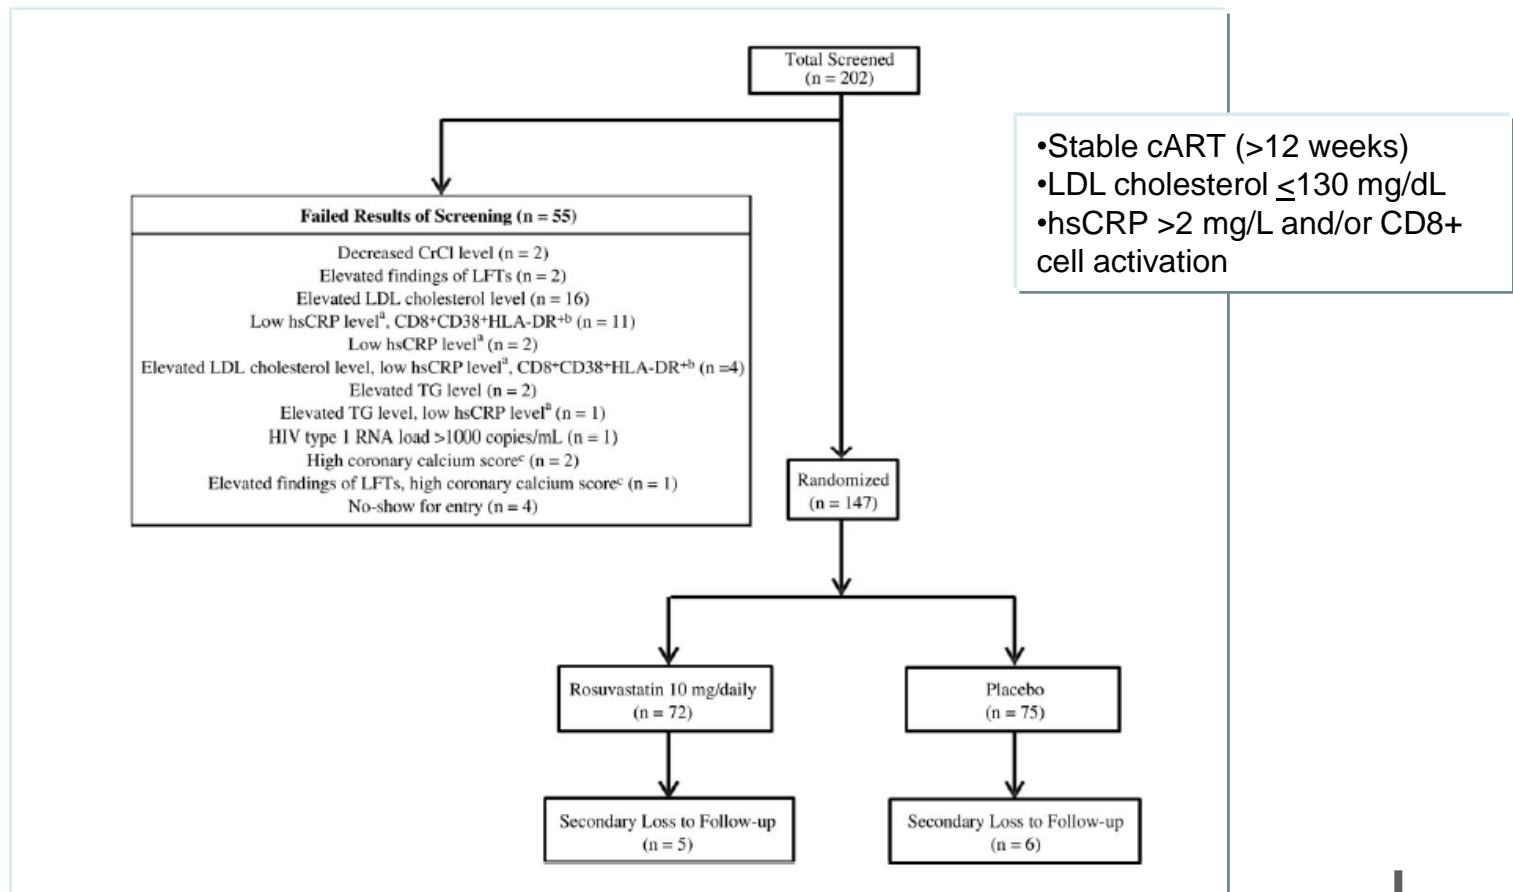 Total Screened
(n = 202)
•Stable cART (>12 weeks)
•LDL cholesterol ≤130 mg/dL
•hsCRP >2 mg/L and/or CD8+
cell activation
Failed Results of Screening (n = 55)
Decreased CrCl level (n = 2)
Elevated findings of LFTs (n = 2)
Elevated LDL cholesterol level (n = 16)
Low hsCRP levelᵃ, CD8⁺CD38⁺HLA-DR⁺ᵇ (n = 11)
Low hsCRP levelᵃ (n = 2)
Elevated LDL cholesterol level, low hsCRP levelᵃ, CD8⁺CD38⁺HLA-DR⁺ᵇ (n =4)
Elevated TG level (n = 2)
Elevated TG level, low hsCRP levelᵃ (n = 1)
HIV type 1 RNA load >1000 copies/mL (n = 1)
High coronary calcium scoreᶜ (n = 2)
Elevated findings of LFTs, high coronary calcium scoreᶜ (n = 1)
No-show for entry (n = 4)
Randomized
(n = 147)
Rosuvastatin 10 mg/daily
(n = 72)
Placebo
(n = 75)
Secondary Loss to Follow-up
(n = 5)
Secondary Loss to Follow-up
(n = 6)